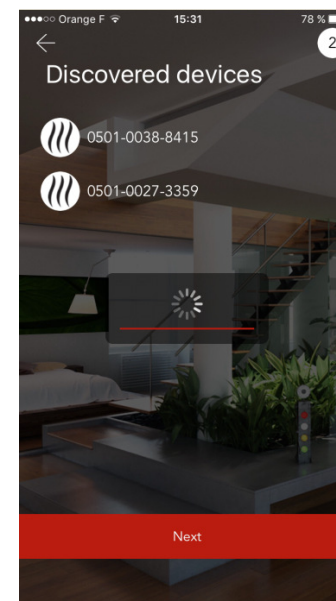 ●●●○○ Orange F 15:31 78 %
2
Discovered devices
0501-0038-8415
0501-0027-3359
Next